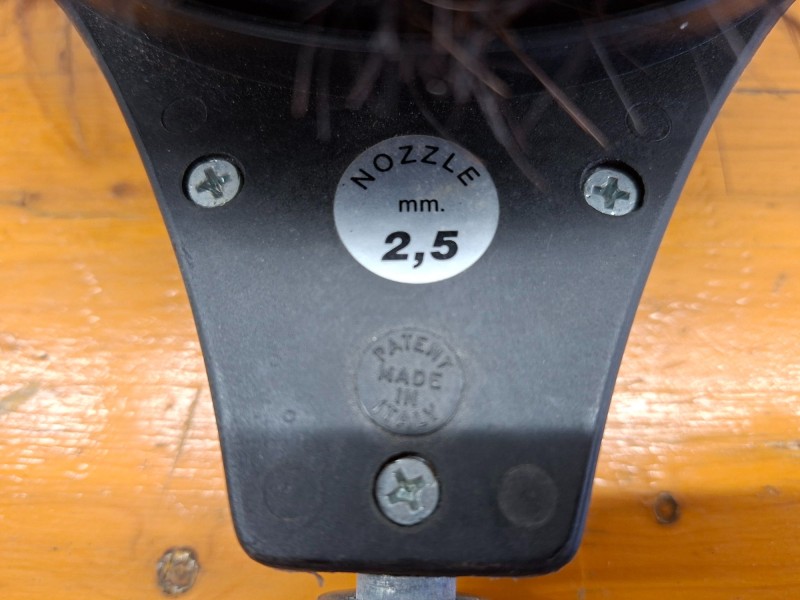 NOZZLE
mm.
2,5
PATENT
MADE
IN
ITALY